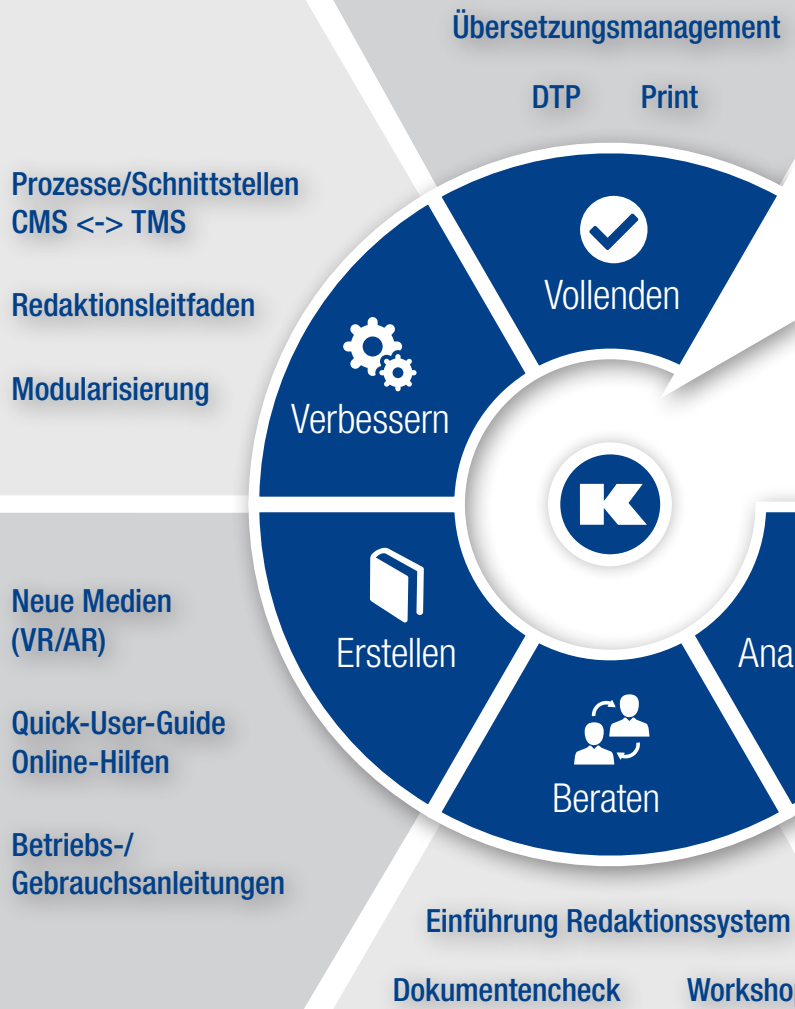 Übersetzungsmanagement
DTP Print
Prozesse/Schnittstellen
CMS <-> TMS
Redaktionsleitfaden
Modularisierung
Vollenden
Verbessern
K
Neue Medien
(VR/AR)
Quick-User-Guide
Online-Hilfen
Betriebs-/
Gebrauchsanleitungen
Erstellen
Beraten
Einführung Redaktionssystem
Dokumentencheck